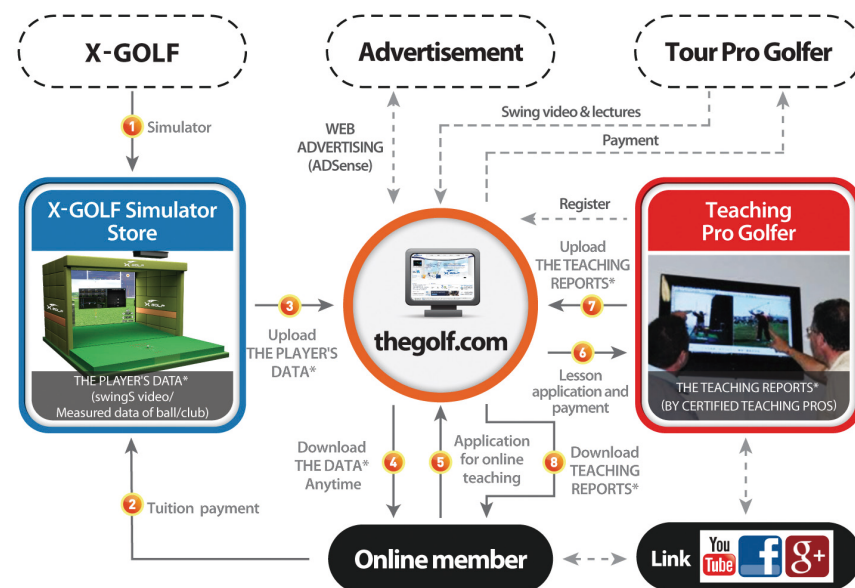 X-GOLF
Advertisement
Tour Pro Golfer
1 Simulator
WEB
ADVERTISING
(ADSense)
Swing video & lectures
Payment
X-GOLF Simulator
Store
Register
Teaching
Pro Golfer
Upload
THE TEACHING
REPORTS*
7
3
Upload
THE PLAYER'S
DATA*
thegolf.com
6
Lesson
application and
payment
THE PLAYER'S DATA*
(swingS video/
Measured data of ball/club)
THE TEACHING REPORTS*
(BY CERTIFIED TEACHING PROS)
Download
THE DATA*
Anytime
4
5
Application
for online
teaching
8
Download
TEACHING
REPORTS*
2 Tuition payment
Online member
Link
You
Tube
f
g+